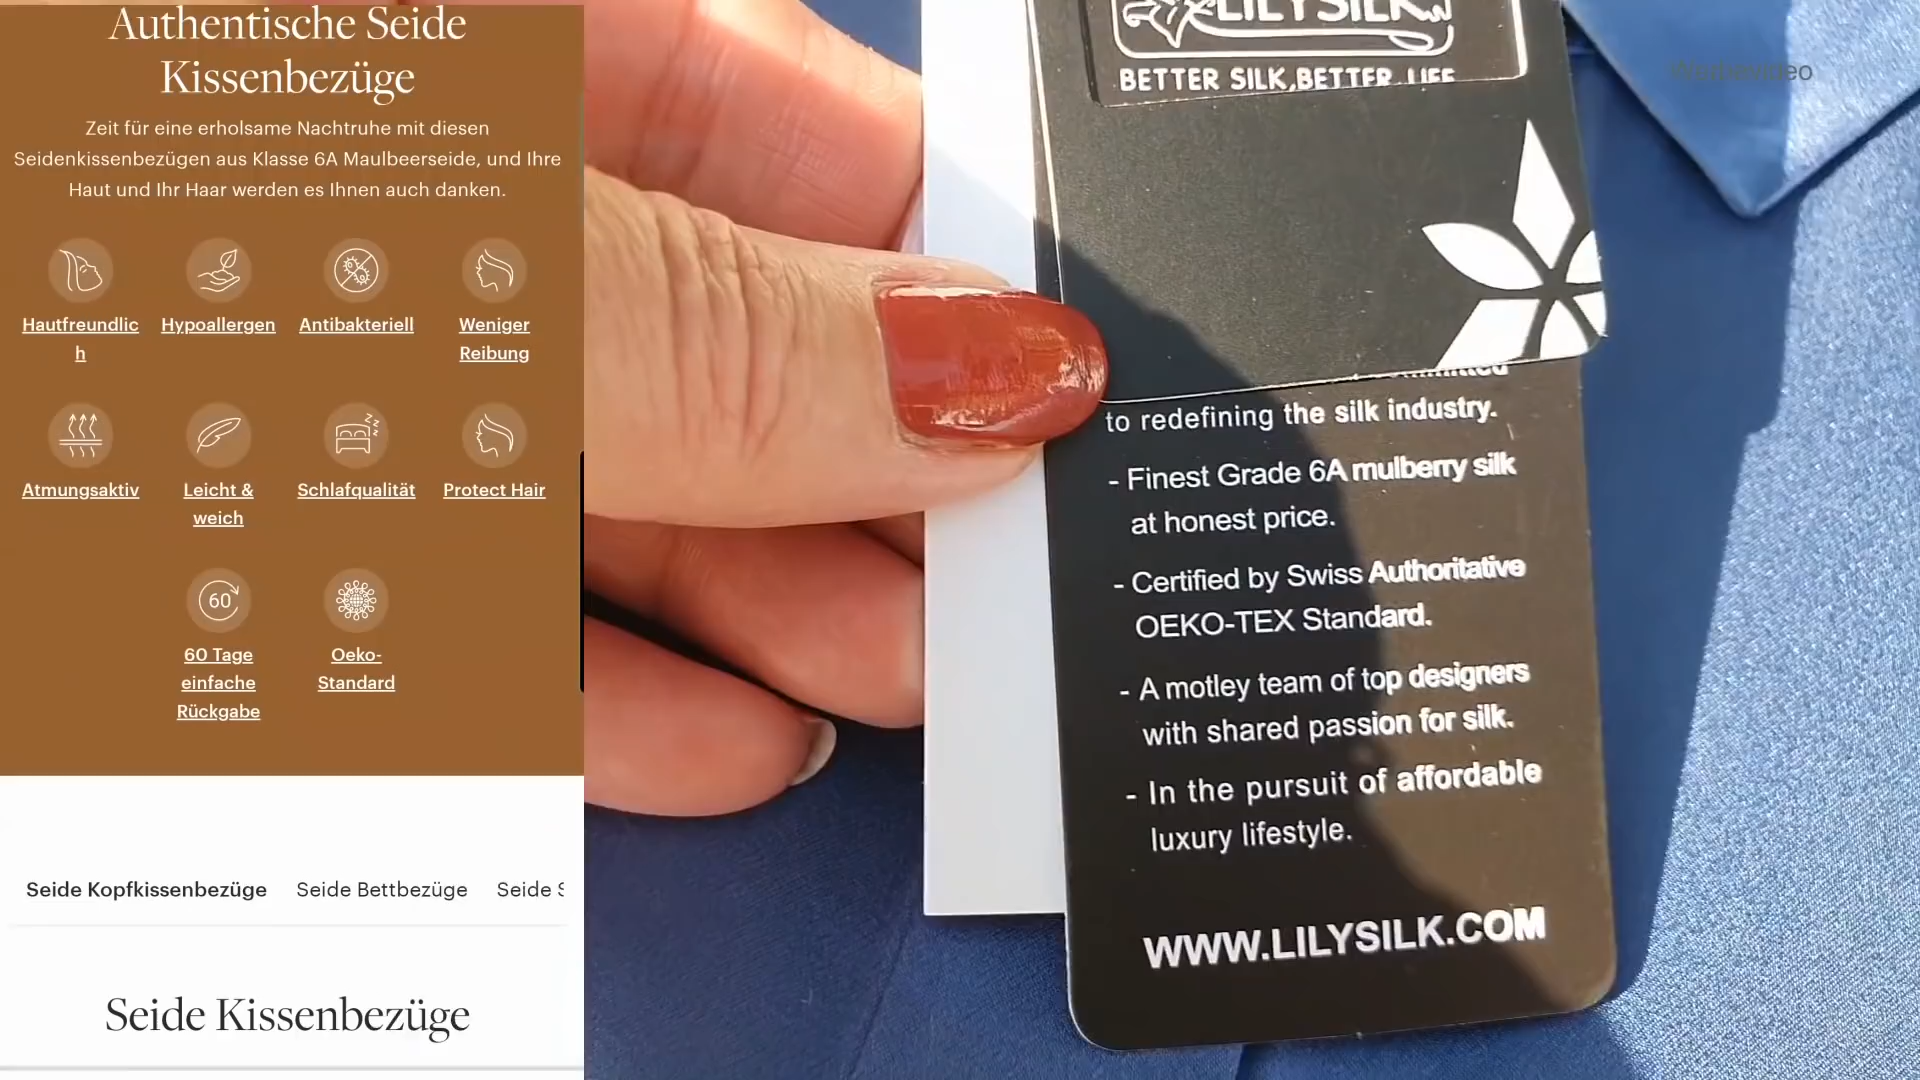 Authentische Seide
Kissenbezüge
Zeit für eine erholsame Nachtruhe mit diesen
Seidenkissenbezügen aus Klasse 6A Maulbeerseide, und Ihre
Haut und Ihr Haar werden es Ihnen auch danken.
Hautfreundlic
h
Hypoallergen
Antibakteriell
Weniger
Reibung
Atmungsaktiv
Leicht &
weich
Schlafqualität
Protect Hair
60
60 Tage
einfache
Rückgabe
Oeko-
Standard
Seide Kopfkissenbezüge Seide Bettbezüge Seide S
Seide Kissenbezüge
LILYSILK
BETTER SILK,BETTER LIFE
to redefining the silk industry.
- Finest Grade 6A mulberry silk
at honest price.
- Certified by Swiss Authoritative
OEKO-TEX Standard.
- A motley team of top designers
with shared passion for silk.
- In the pursuit of affordable
luxury lifestyle.
WWW.LILYSILK.COM